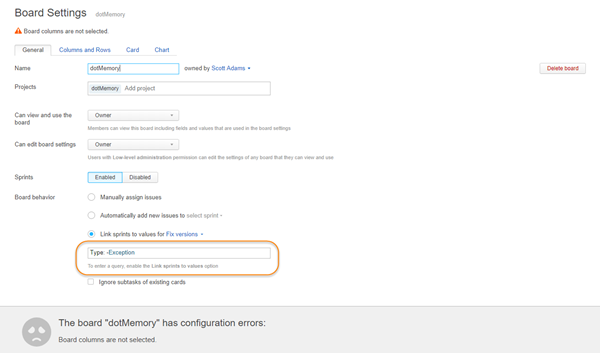 Board Settings dotMemory
Board columns are not selected.
General Columns and Rows Card Chart
Name dotMemory owned by Scott Adams Delete board
Projects dotMemory Add project
Can view and use the board Owner
Members can view this board including fields and values that are used in the board settings
Can edit board settings Owner
Users with Low-level administration permission can edit the settings of any board that they can view and use
Sprints Enabled Disabled
Board behavior Manually assign issues
Automatically add new issues to select sprint
Link sprints to values for Fix versions
Type: -Exception
To enter a query, enable the Link sprints to values option
Ignore subtasks of existing cards
The board "dotMemory" has configuration errors:
Board columns are not selected.